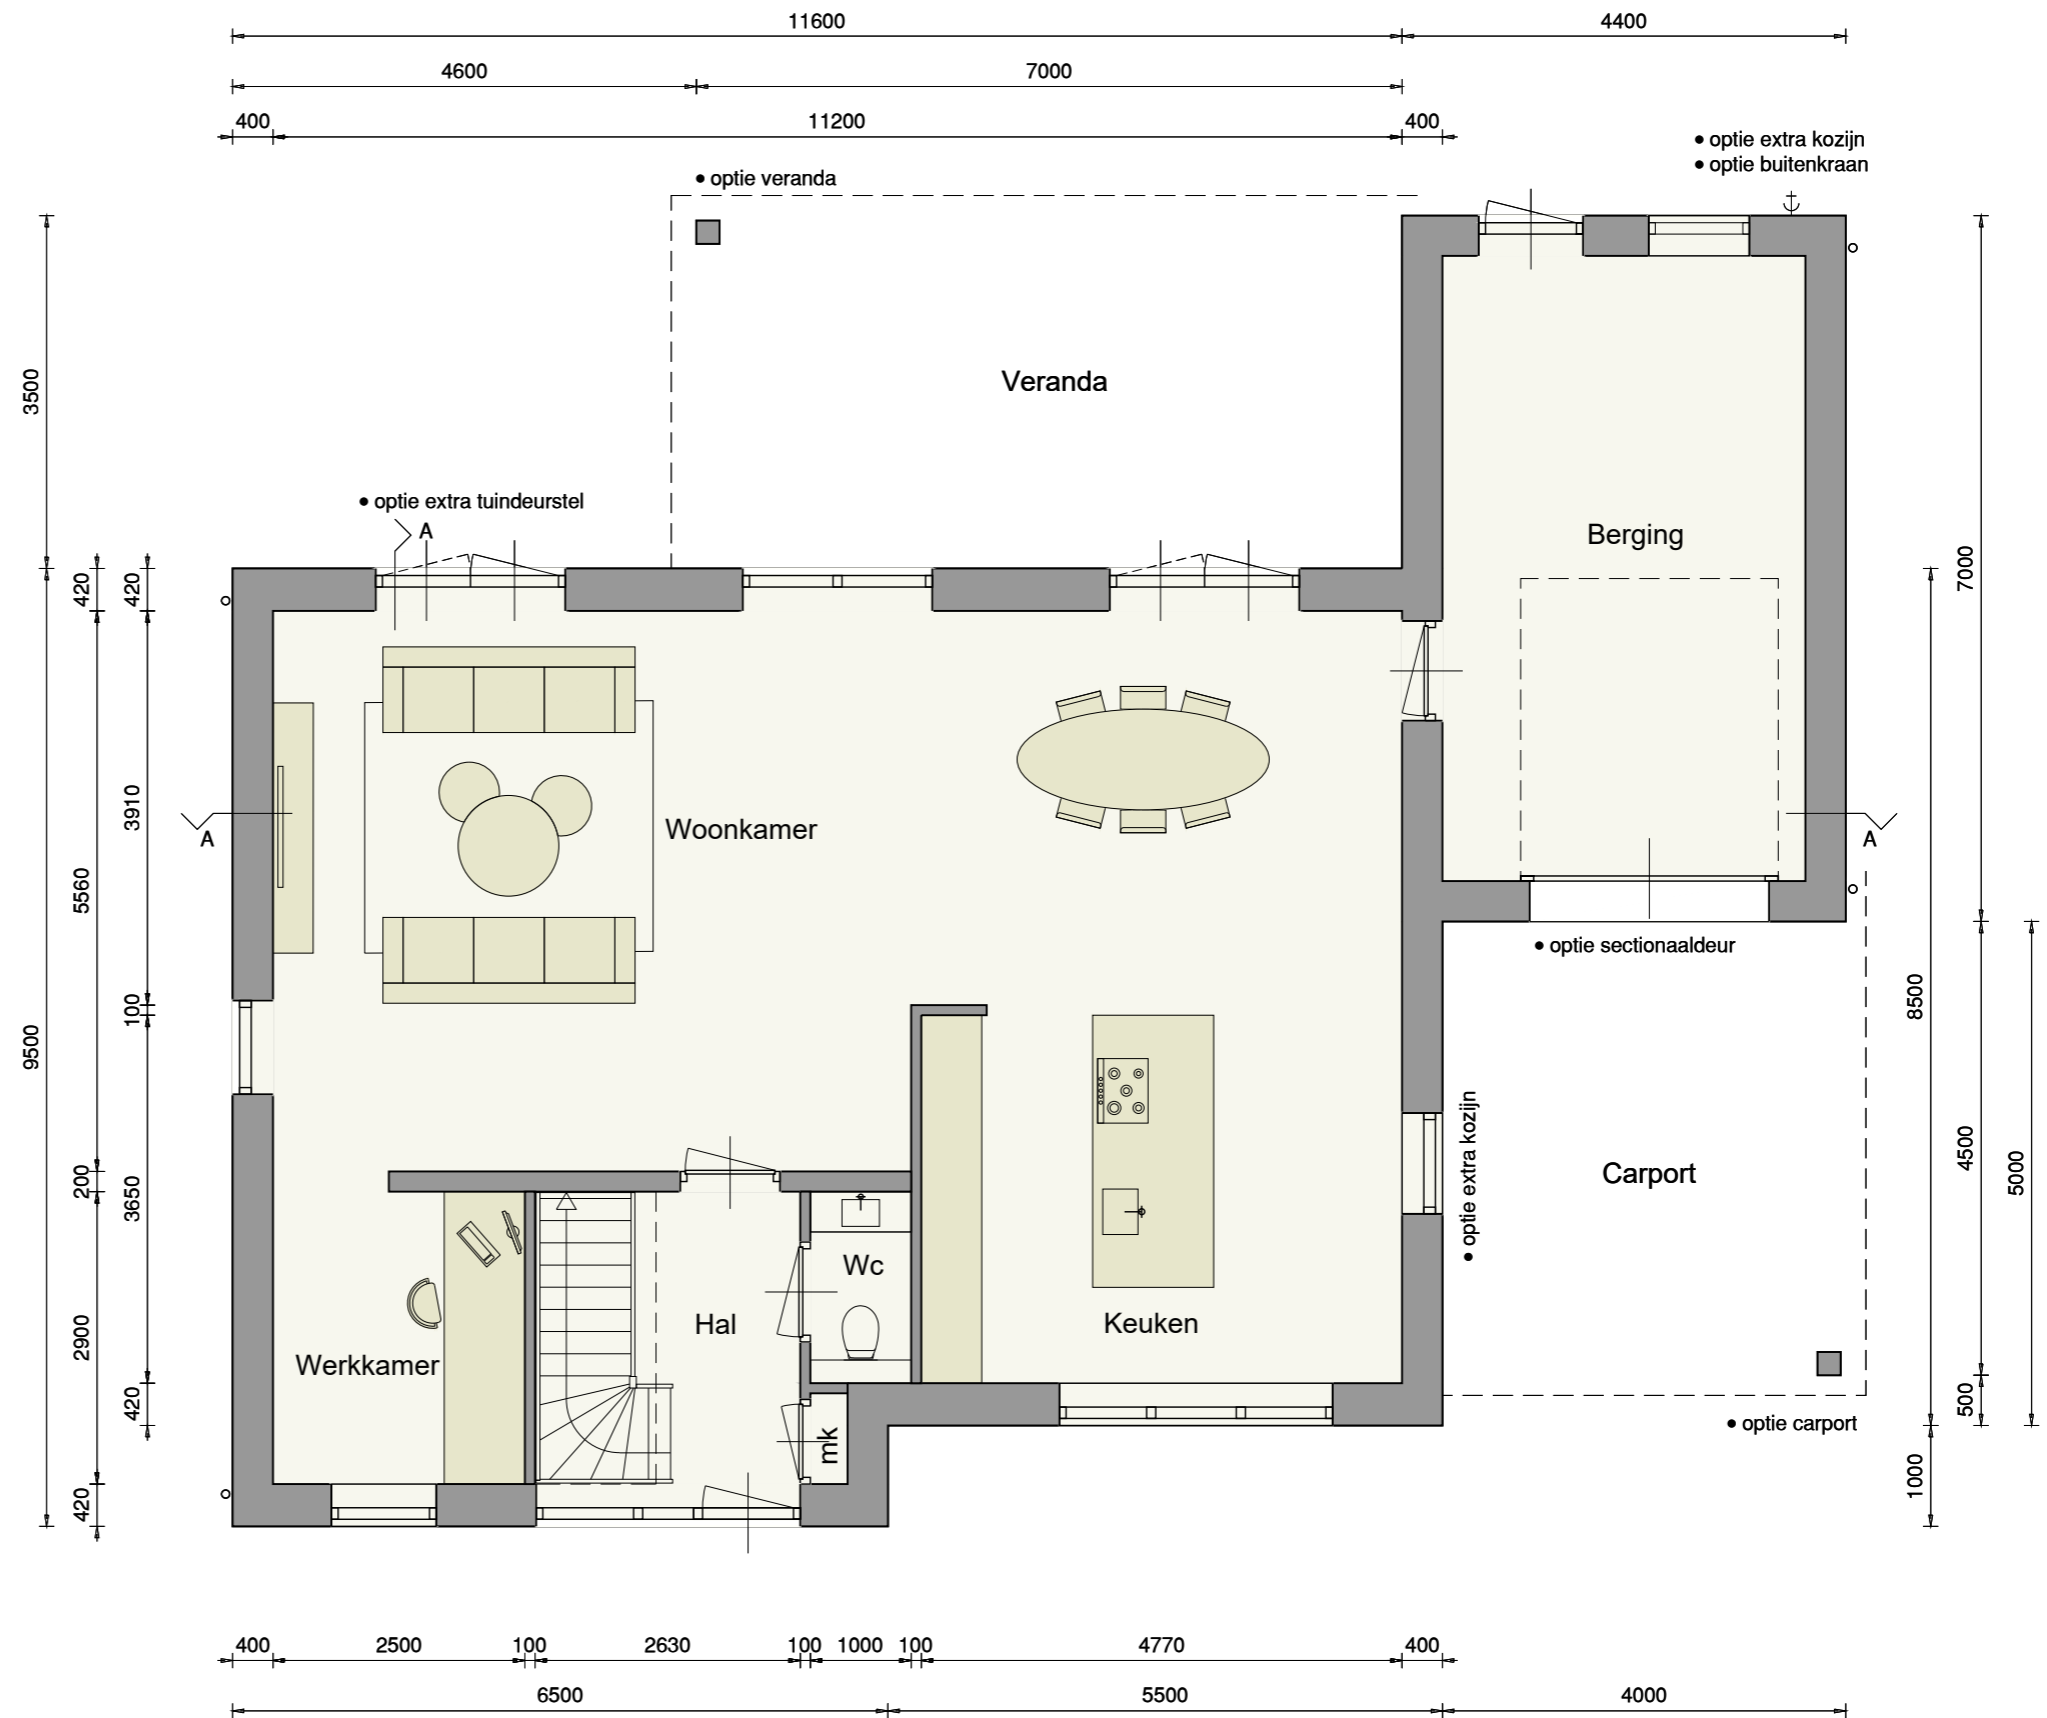 11600 4400
4600 7000
400 11200 400
• optie extra kozijn
• optie buitenkraan
• optie veranda
3500
Veranda
• optie extra tuindeurstel
A
Berging
7000
420 420
3910
Woonkamer
A A
5560
• optie sectionaaldeur
100
9500
8500
• optie extra kozijn
4500
5000
Carport
200
3650
Wc
Hal
Keuken
2900
Werkkamer
420
500
• optie carport
mk
1000
420
400 2500 100 2630 100 1000 100 4770 400
6500 5500 4000